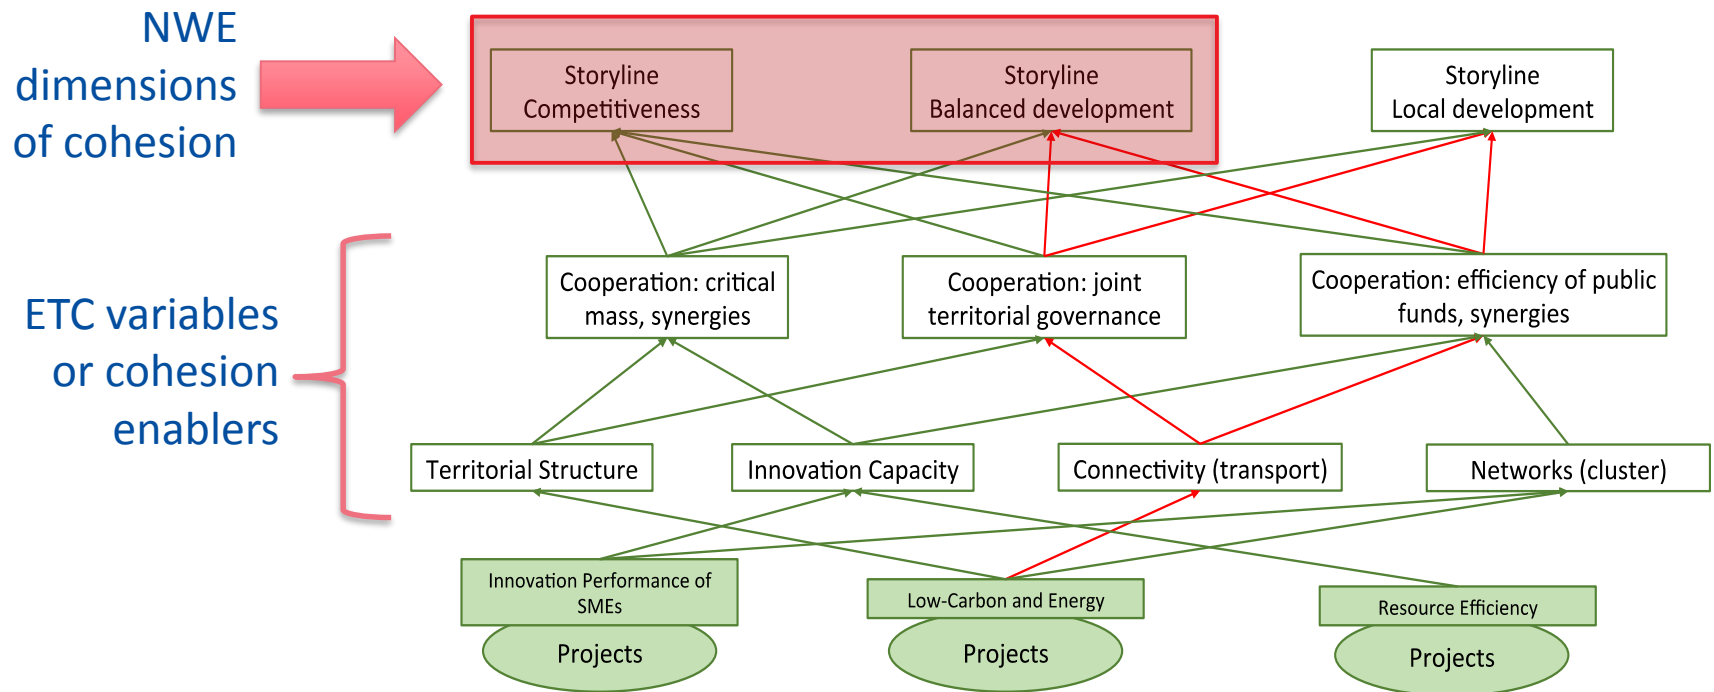 NWE
dimensions
of cohesion
Storyline
Competitiveness
Storyline
Balanced development
Storyline
Local development
ETC variables
or cohesion
enablers
Cooperation: critical
mass, synergies
Cooperation: joint
territorial governance
Cooperation: efficiency of public
funds, synergies
Territorial Structure
Innovation Capacity
Connectivity (transport)
Networks (cluster)
Innovation Performance of
SMEs
Low-Carbon and Energy
Resource Efficiency
Projects
Projects
Projects